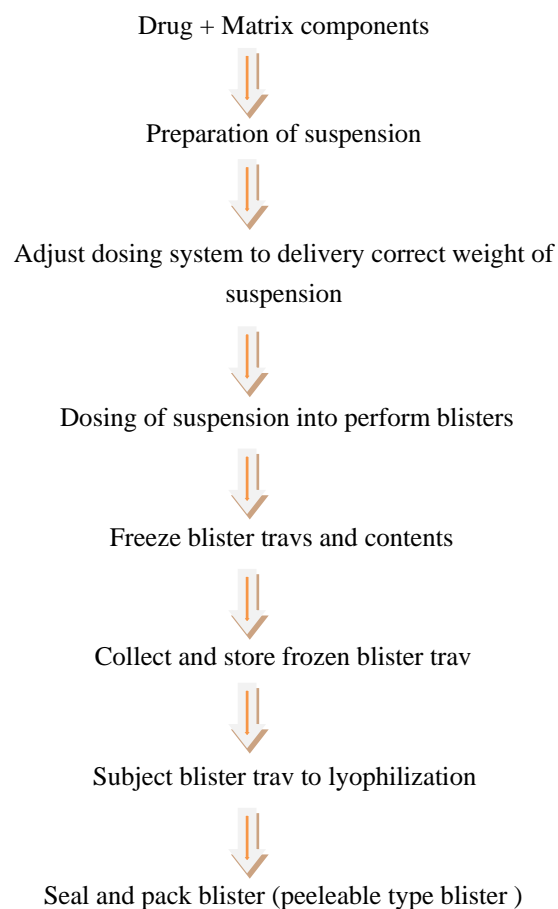 Drug + Matrix components
Preparation of suspension
Adjust dosing system to delivery correct weight of
suspension
Dosing of suspension into perform blisters
Freeze blister travs and contents
Collect and store frozen blister trav
Subject blister trav to lyophilization
Seal and pack blister (peeleable type blister )